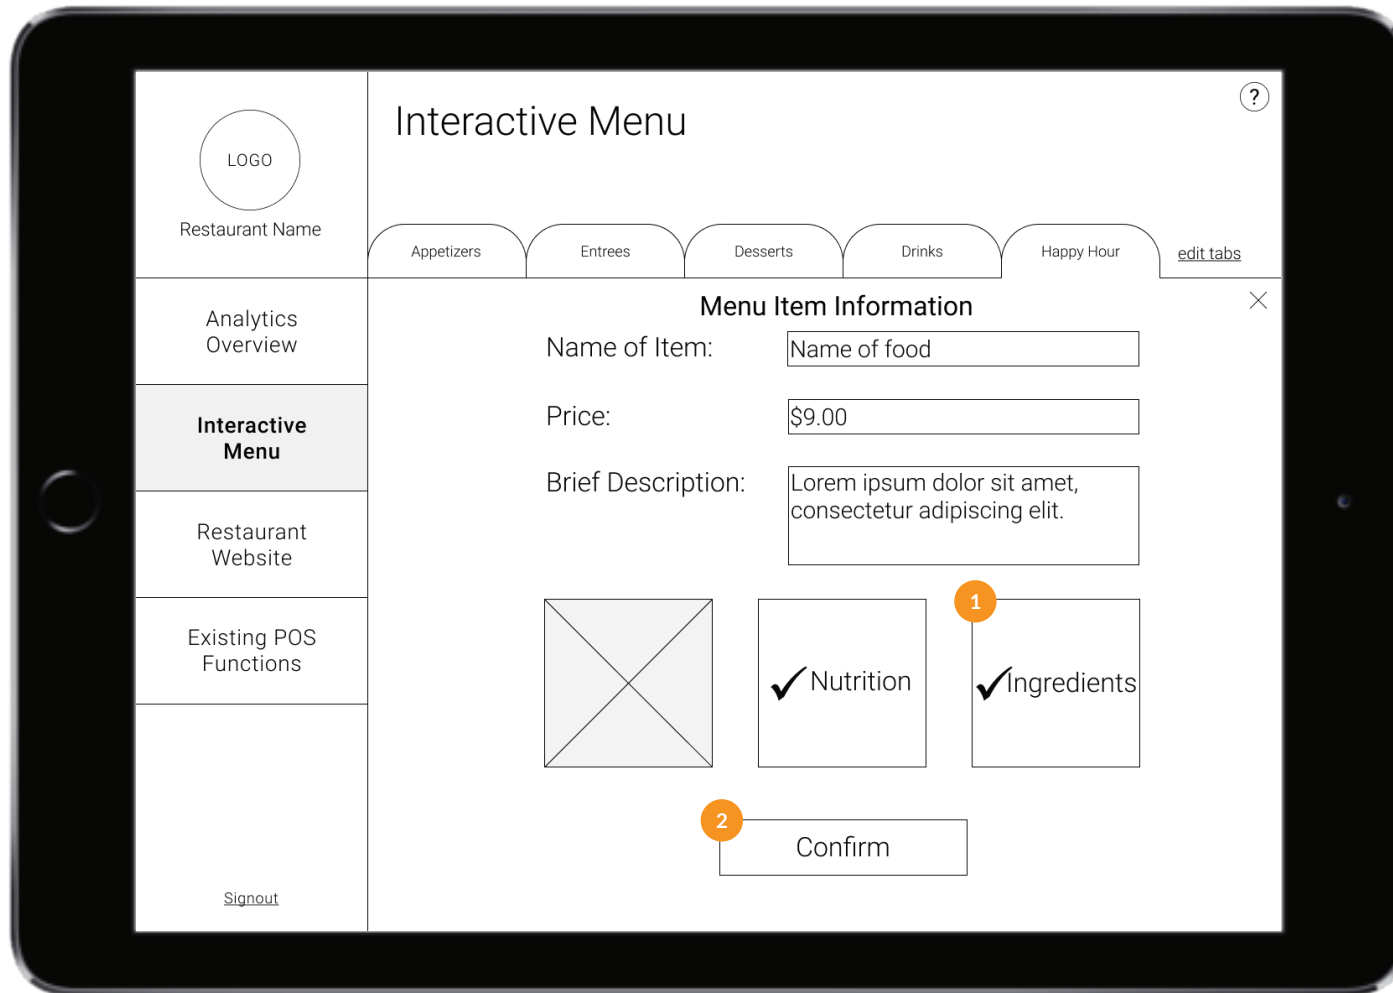 LOGO
Restaurant Name
Analytics
Overview
Interactive
Menu
Restaurant
Website
Existing POS
Functions
Signout
Interactive Menu
?
Appetizers
Entrees
Desserts
Drinks
Happy Hour
edit tabs
Menu Item Information
Name of Item:
Name of food
Price:
$9.00
Brief Description:
Lorem ipsum dolor sit amet,
consectetur adipiscing elit.
✓Nutrition
1
✓Ingredients
2
Confirm